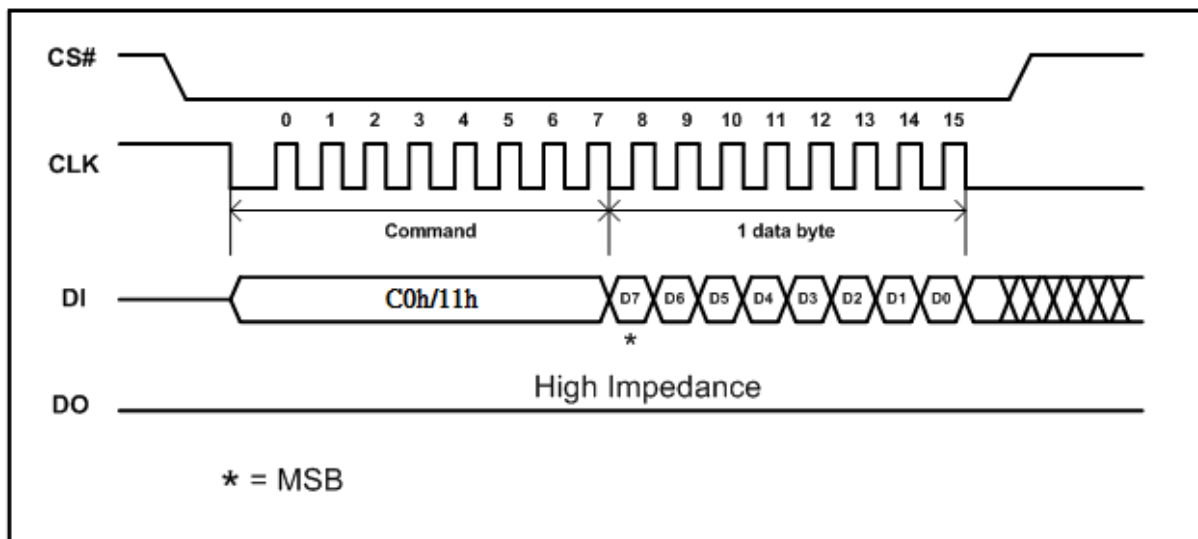 CS#
0 1 2 3 4 5 6 7 8 9 10 11 12 13 14 15
CLK
Command 1 data byte
DI C0h/11h D7 D6 D5 D4 D3 D2 D1 D0
*
High Impedance
DO
* = MSB